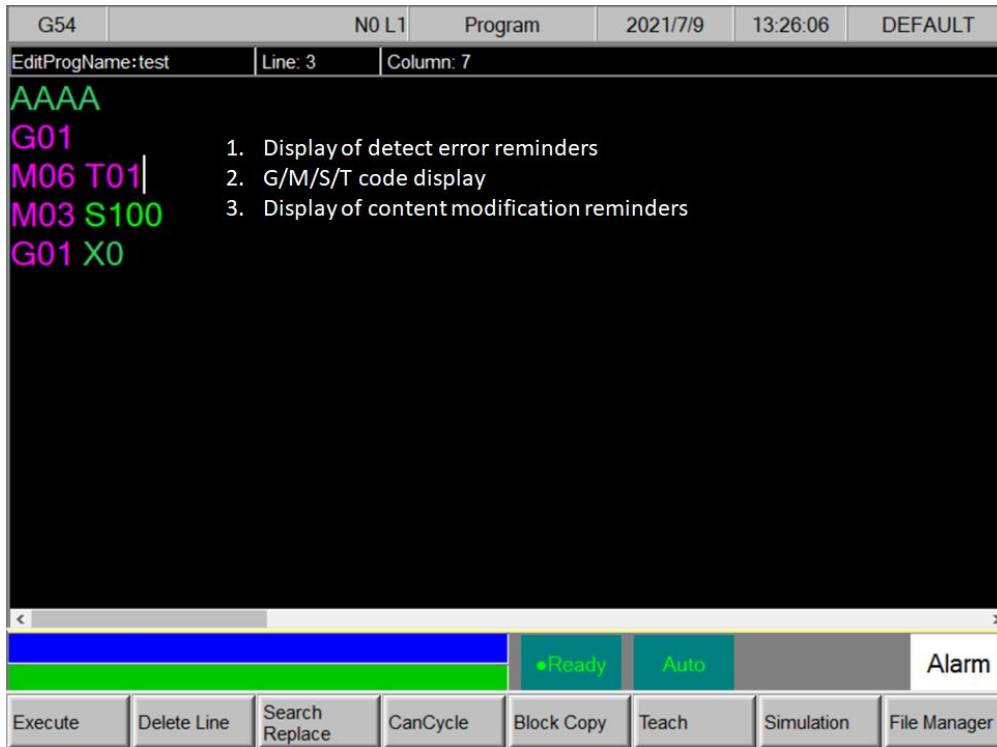 G54 N0 L1 Program 2021/7/9 13:26:06 DEFAULT
EditProgName:test Line: 3 Column: 7
AAAA
G01
M06 T01
M03 S100
G01 X0
1. Display of detect error reminders
2. G/M/S/T code display
3. Display of content modification reminders
●Ready Auto Alarm
Execute
Delete Line
Search
Replace
CanCycle
Block Copy
Teach
Simulation
File Manager